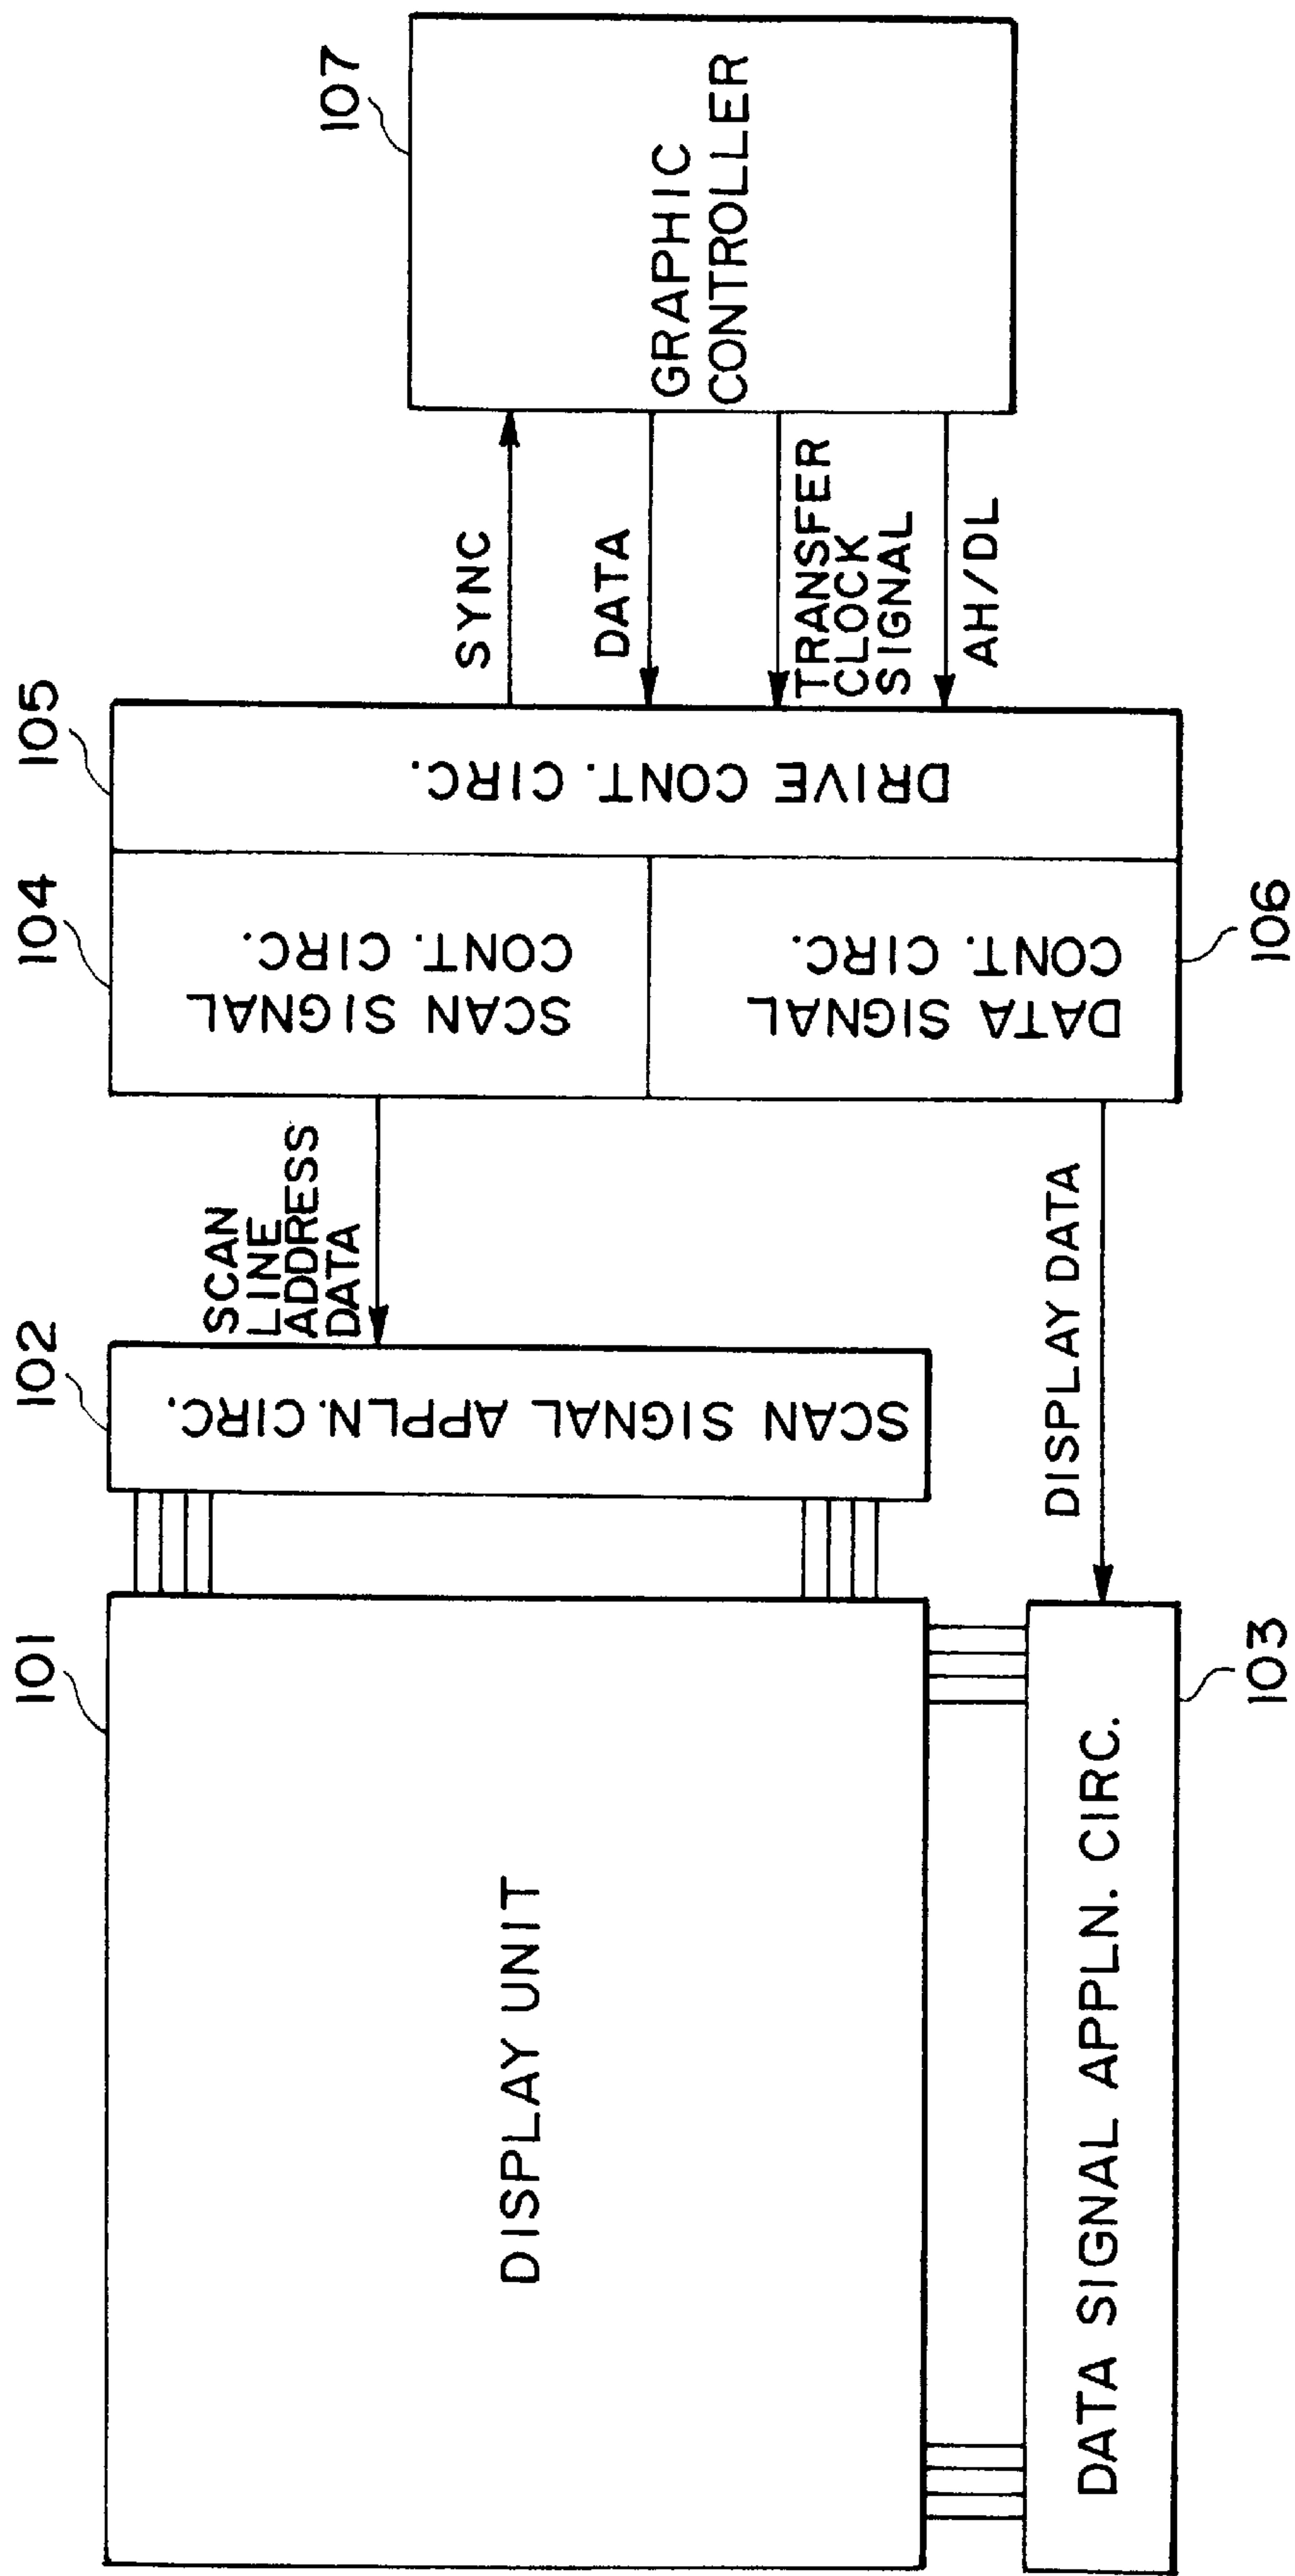 101
DISPLAY UNIT
102
SCAN SIGNAL APPLN. CIRC.
103
DATA SIGNAL APPLN. CIRC.
SCAN
LINE
ADDRESS
DATA
DISPLAY DATA
104
SCAN SIGNAL
CONT. CIRC.
105
DRIVE CONT. CIRC.
106
DATA SIGNAL
CONT. CIRC.
SYNC
DATA
TRANSFER
CLOCK
SIGNAL
AH/DL
107
GRAPHIC
CONTROLLER